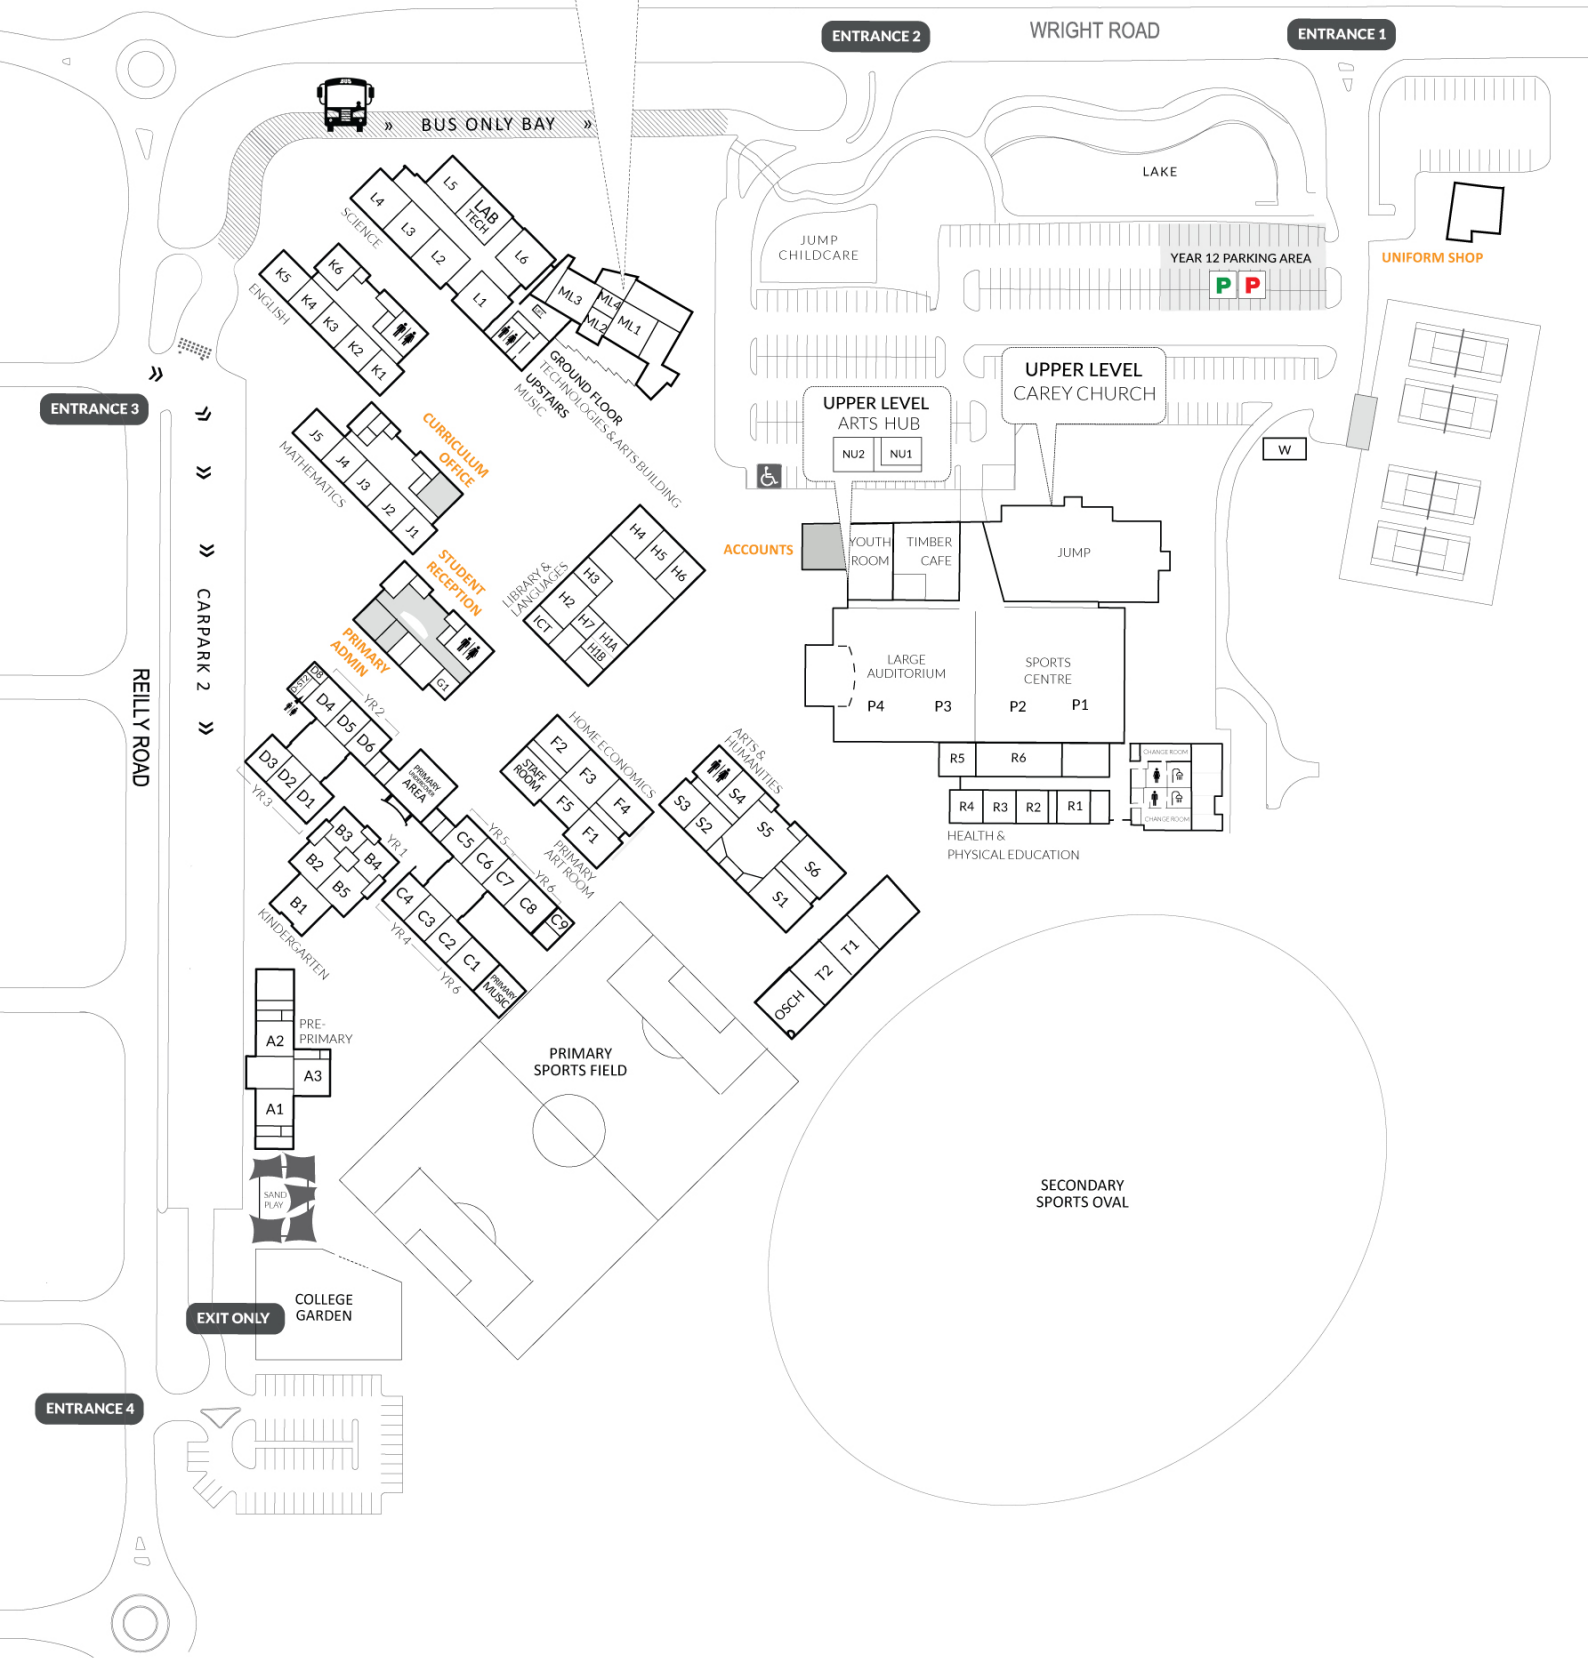 WRIGHT ROAD
ENTRANCE 2
ENTRANCE 1
BUS
» BUS ONLY BAY »
LAKE
JUMP
CHILDCARE
YEAR 12 PARKING AREA
P P
UNIFORM SHOP
L5
LAB
TECH
L4
L3
L2
L6
L1
SCIENCE
K6
K5
K4
K3
K2
K1
ENGLISH
ML3
ML4
ML2
ML1
GROUND FLOOR
TECHNOLOGIES & ARTS BUILDING
UPSTAIRS
MUSIC
ENTRANCE 3
UPPER LEVEL
CAREY CHURCH
UPPER LEVEL
ARTS HUB
NU2
NU1
W
J5
J4
J3
J2
J1
MATHEMATICS
CURRICULUM
OFFICE
STUDENT
RECEPTION
PRIMARY
ADMIN
G1
H4
H5
H6
H3
H2
H7
H1A
H1B
ICT
LIBRARY &
LANGUAGES
ACCOUNTS
YOUTH
ROOM
TIMBER
CAFE
JUMP
LARGE
AUDITORIUM
SPORTS
CENTRE
P4
P3
P2
P1
CARPARK 2
REILLY ROAD
D8
D-ST2
D4
D5
D6
YR 2
D3
D2
D1
YR 3
PRIMARY
UNDERCOVER
AREA
B3
B2
B4
B5
B1
YR 1
KINDERGARTEN
C5
C6
C7
C8
C9
YR 5
YR 6
C4
C3
C2
C1
YR 4
YR 6
PRIMARY
MUSIC
HOME ECONOMICS
F2
F3
F4
STAFF
ROOM
F5
F1
PRIMARY
ART ROOM
ARTS &
HUMANITIES
S4
S3
S2
S5
S6
S1
R5
R6
R4
R3
R2
R1
CHANGE ROOM
CHANGE ROOM
HEALTH &
PHYSICAL EDUCATION
T1
T2
OSCH
A2
A3
A1
PRE-
PRIMARY
PRIMARY
SPORTS FIELD
SECONDARY
SPORTS OVAL
SAND
PLAY
COLLEGE
GARDEN
EXIT ONLY
ENTRANCE 4